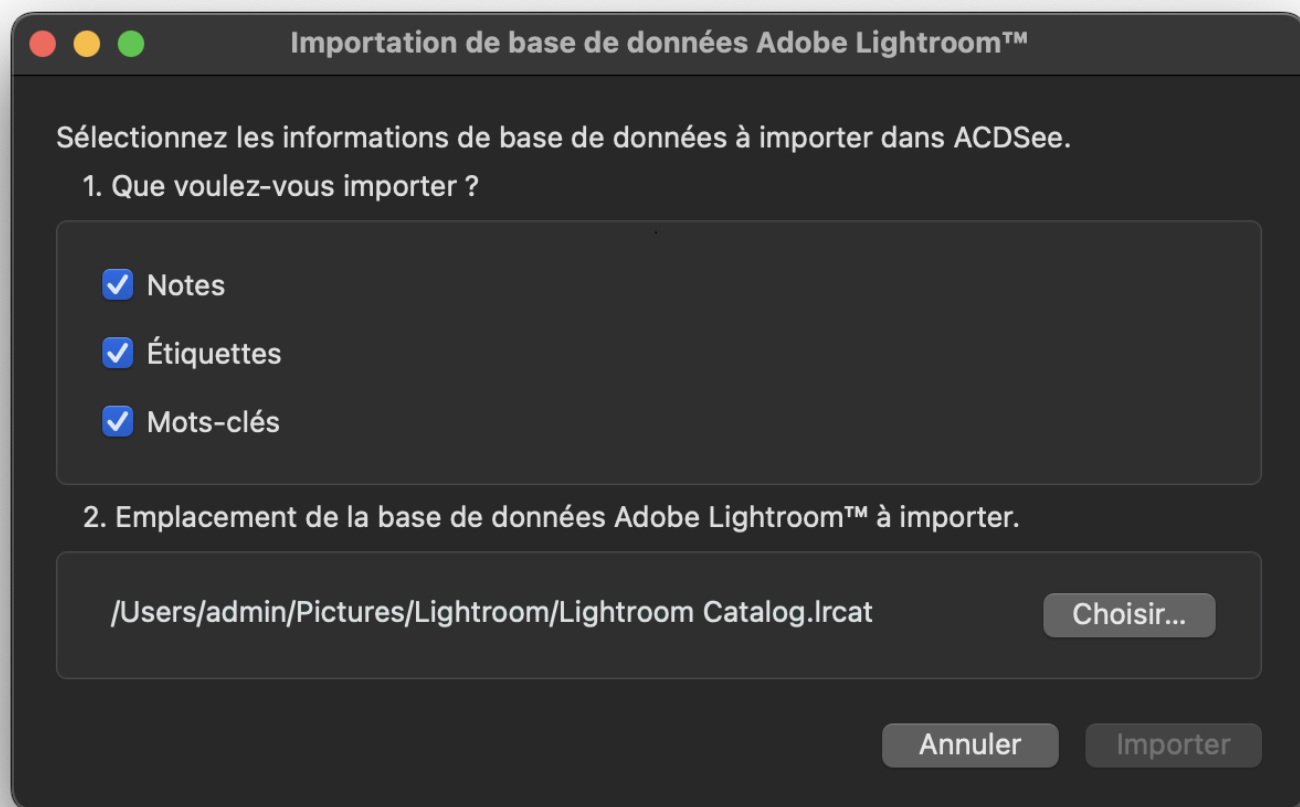 Importation de base de données Adobe Lightroom™
Sélectionnez les informations de base de données à importer dans ACDSee.
1. Que voulez-vous importer ?
Notes
Étiquettes
Mots-clés
2. Emplacement de la base de données Adobe Lightroom™ à importer.
/Users/admin/Pictures/Lightroom/Lightroom Catalog.lrcat
Choisir...
Annuler
Importer